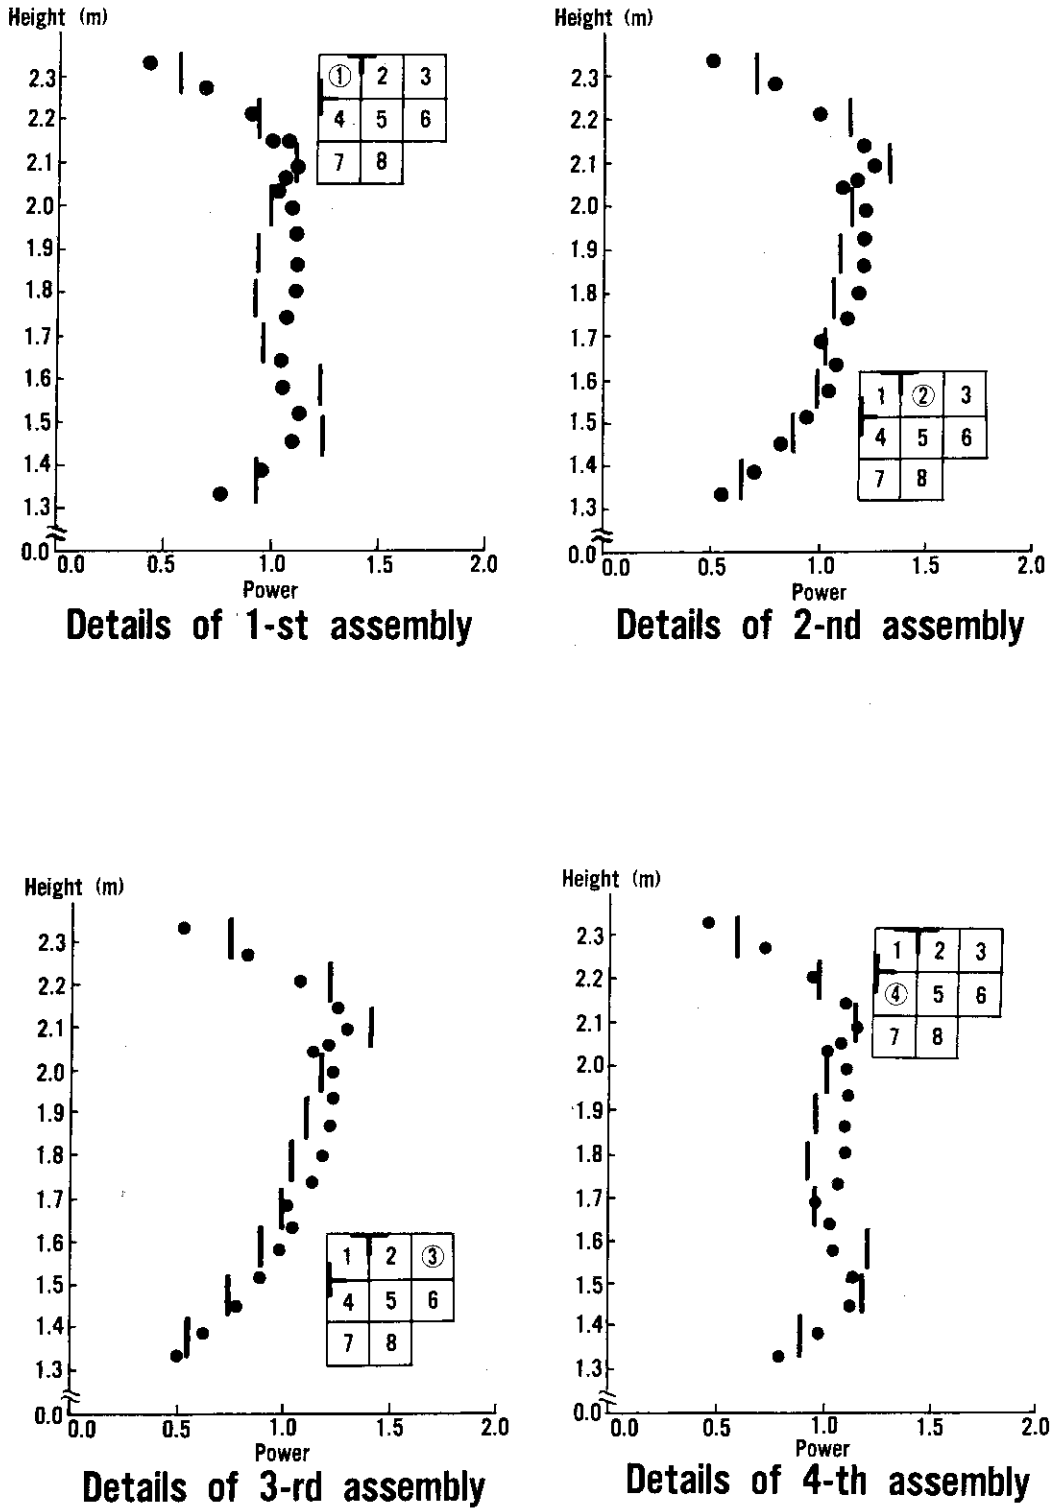 Height (m)
2.3
2.2
2.1
2.0
1.9
1.8
1.7
1.6
1.5
1.4
1.3
0.0
0.0 0.5 1.0 1.5 2.0
Power
① 2 3
4 5 6
7 8
Details of 1-st assembly
Height (m)
2.3
2.2
2.1
2.0
1.9
1.8
1.7
1.6
1.5
1.4
1.3
0.0
0.0 0.5 1.0 1.5 2.0
Power
1 ② 3
4 5 6
7 8
Details of 2-nd assembly
Height (m)
2.3
2.2
2.1
2.0
1.9
1.8
1.7
1.6
1.5
1.4
1.3
0.0
0.0 0.5 1.0 1.5 2.0
Power
1 2 ③
4 5 6
7 8
Details of 3-rd assembly
Height (m)
2.3
2.2
2.1
2.0
1.9
1.8
1.7
1.6
1.5
1.4
1.3
0.0
0.0 0.5 1.0 1.5 2.0
Power
1 2 3
④ 5 6
7 8
Details of 4-th assembly